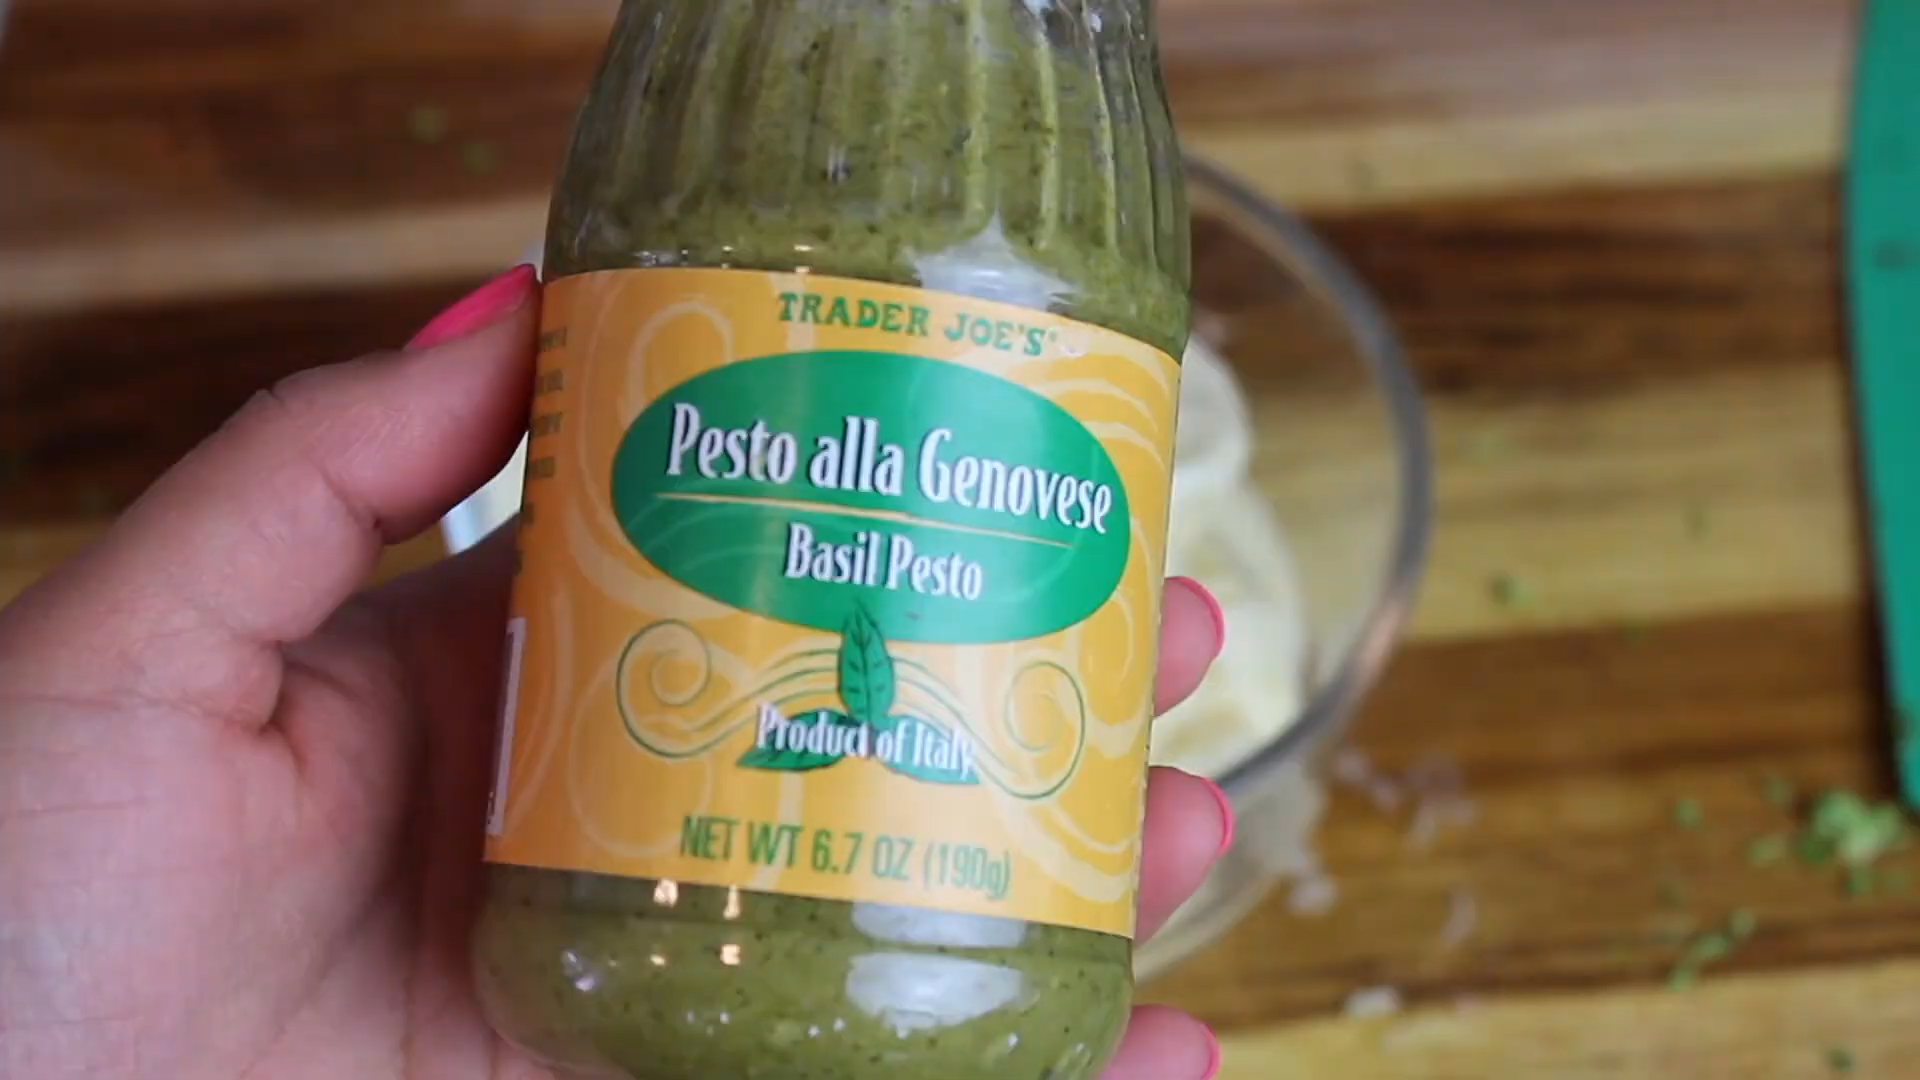 TRADER JOE'S
Pesto alla Genovese
Basil Pesto
Product of Italy
NET WT 6.7 OZ (190g)